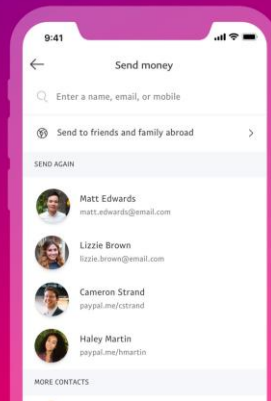 9:41
Send money
Enter a name, email, or mobile
Send to friends and family abroad
SEND AGAIN
Matt Edwards
matt.edwards@email.com
Lizzie Brown
lizzie.brown@email.com
Cameron Strand
paypal.me/cstrand
Haley Martin
paypal.me/hmartin
MORE CONTACTS